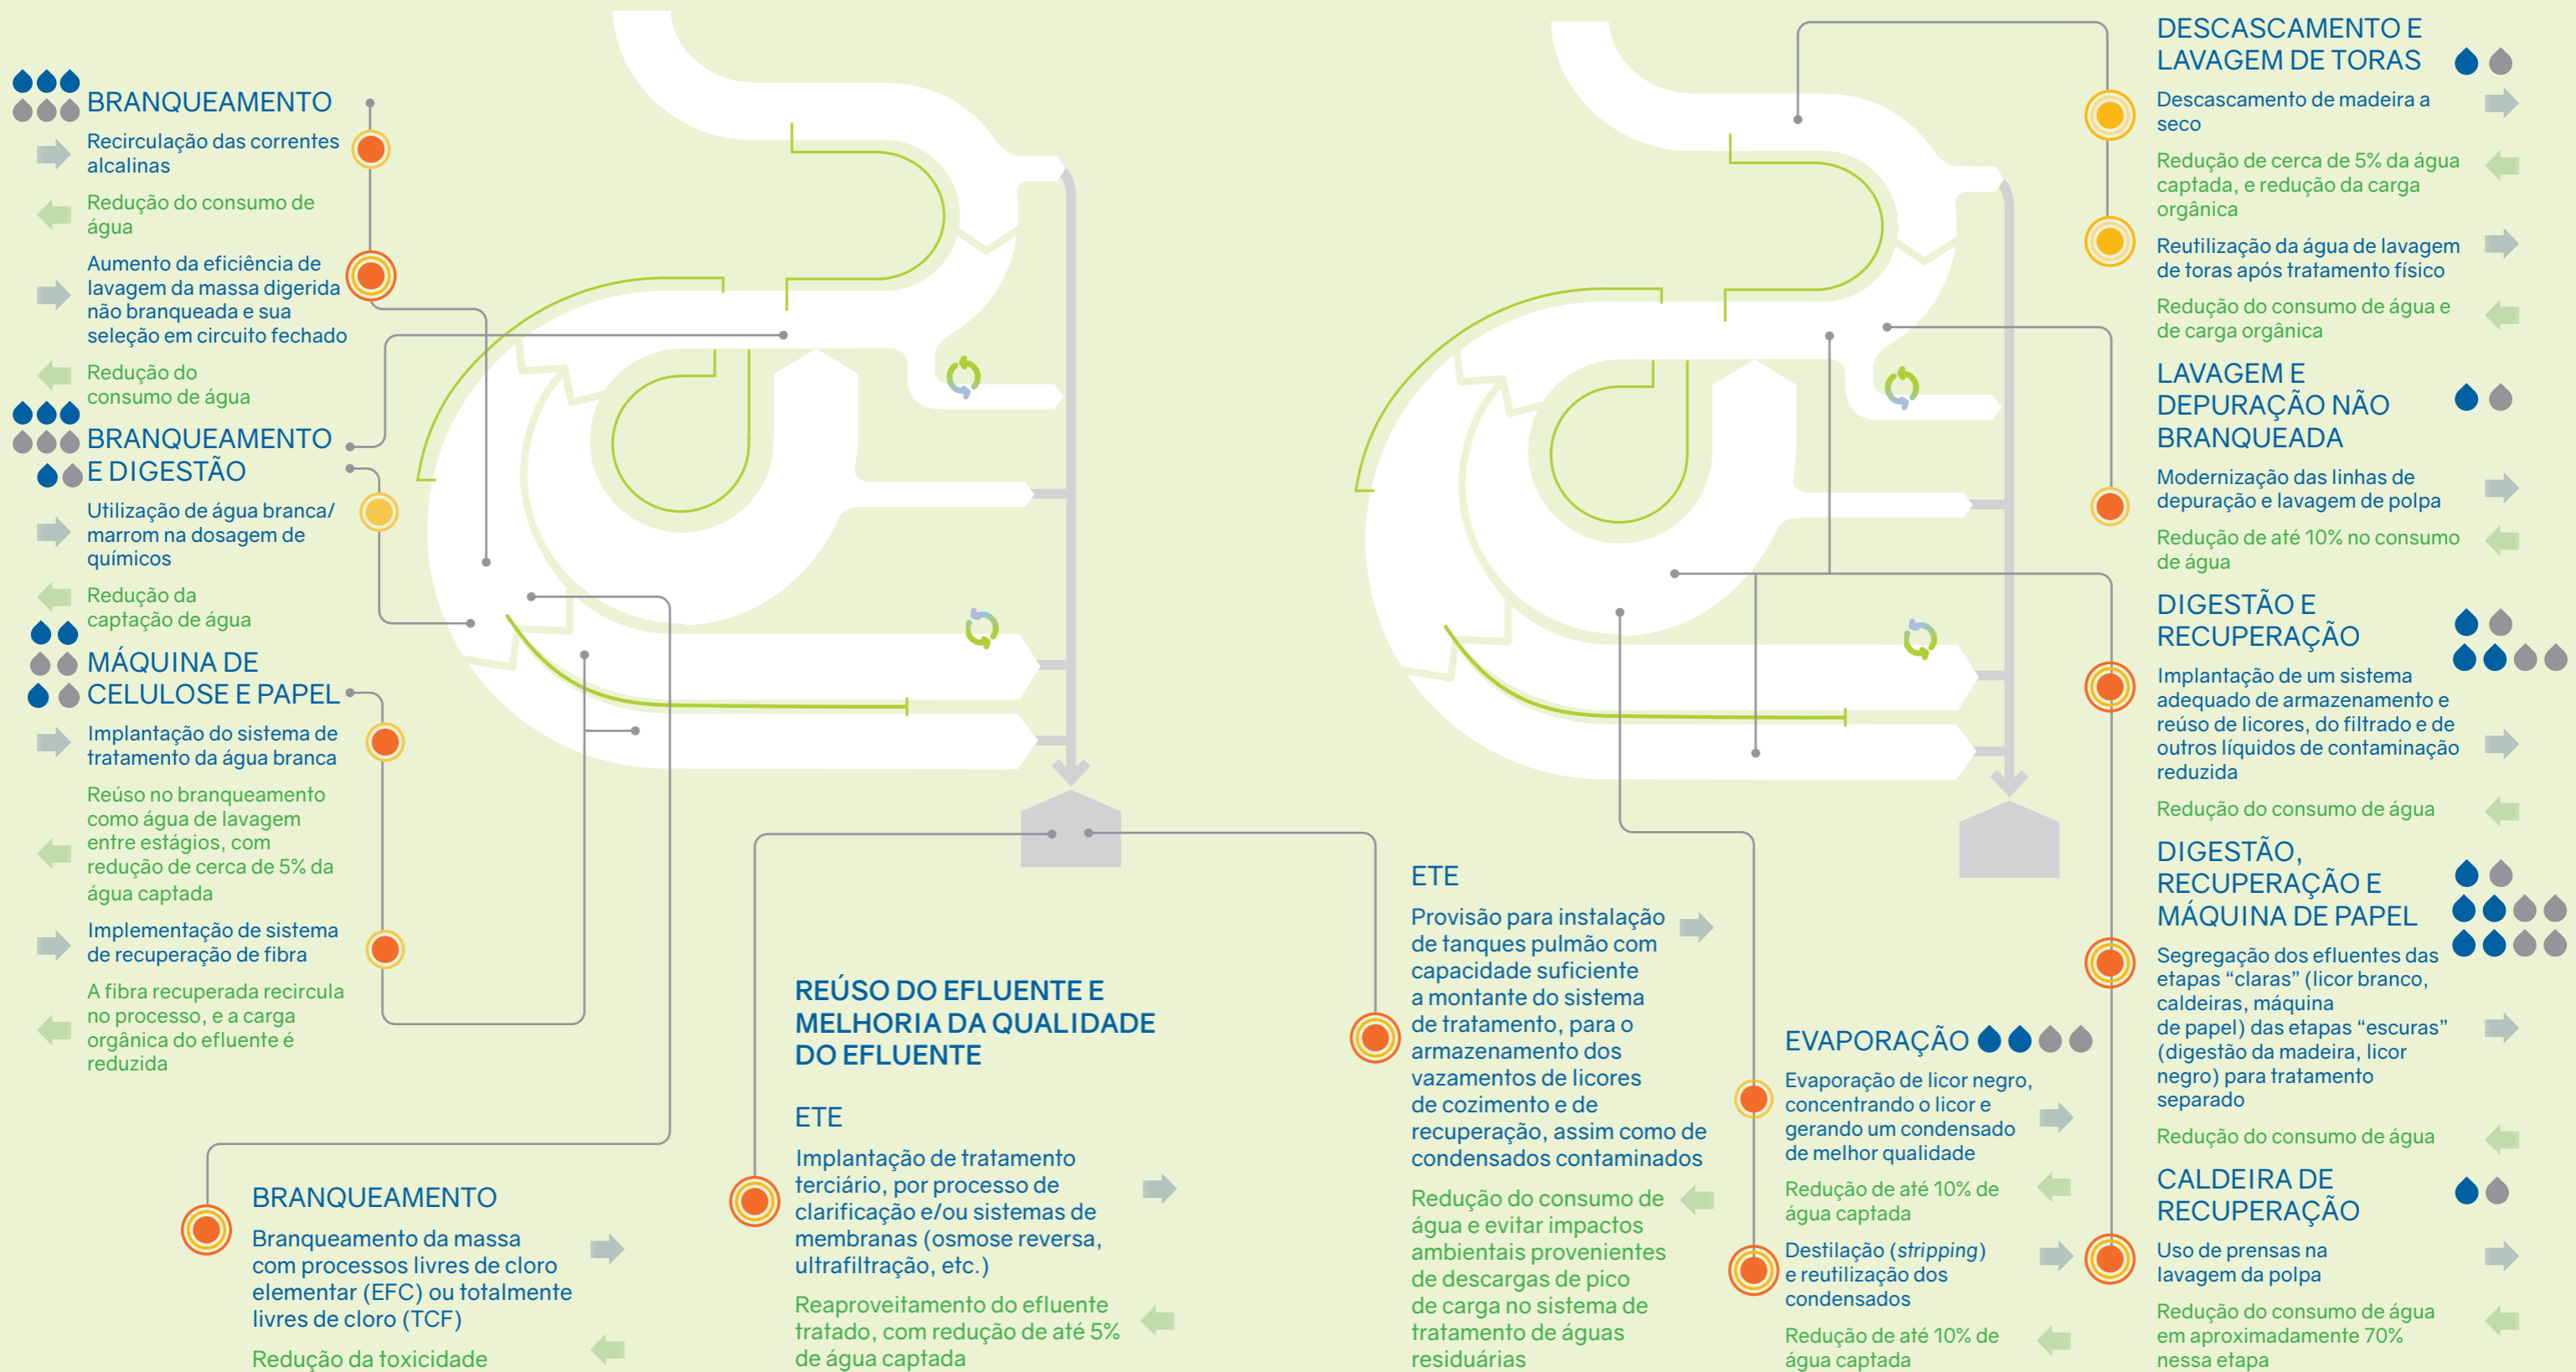 BRANQUEAMENTO
Recirculação das correntes
alcalinas
Redução do consumo de
água
Aumento da eficiência de
lavagem da massa digerida
não branqueada e sua
seleção em circuito fechado
Redução do
consumo de água
BRANQUEAMENTO
E DIGESTÃO
Utilização de água branca/
marrom na dosagem de
químicos
Redução da
captação de água
MÁQUINA DE
CELULOSE E PAPEL
Implantação do sistema de
tratamento da água branca
Reúso no branqueamento
como água de lavagem
entre estágios, com
redução de cerca de 5% da
água captada
Implementação de sistema
de recuperação de fibra
A fibra recuperada recircula
no processo, e a carga
orgânica do efluente é
reduzida
BRANQUEAMENTO
Branqueamento da massa
com processos livres de cloro
elementar (EFC) ou totalmente
livres de cloro (TCF)
Redução da toxicidade
REÚSO DO EFLUENTE E
MELHORIA DA QUALIDADE
DO EFLUENTE
ETE
Implantação de tratamento
terciário, por processo de
clarificação e/ou sistemas de
membranas (osmose reversa,
ultrafiltração, etc.)
Reaproveitamento do efluente
tratado, com redução de até 5%
de água captada
ETE
Provisão para instalação
de tanques pulmão com
capacidade suficiente
a montante do sistema
de tratamento, para o
armazenamento dos
vazamentos de licores
de cozimento e de
recuperação, assim como de
condensados contaminados
Redução do consumo de
água e evitar impactos
ambientais provenientes
de descargas de pico
de carga no sistema de
tratamento de águas
residuárias
EVAPORAÇÃO
Evaporação de licor negro,
concentrando o licor e
gerando um condensado
de melhor qualidade
Redução de até 10% de
água captada
Destilação (stripping)
e reutilização dos
condensados
Redução de até 10% de
água captada
DESCASCAMENTO E
LAVAGEM DE TORAS
Descascamento de madeira a
seco
Redução de cerca de 5% da água
captada, e redução da carga
orgânica
Reutilização da água de lavagem
de toras após tratamento físico
Redução do consumo de água e
de carga orgânica
LAVAGEM E
DEPURAÇÃO NÃO
BRANQUEADA
Modernização das linhas de
depuração e lavagem de polpa
Redução de até 10% no consumo
de água
DIGESTÃO E
RECUPERAÇÃO
Implantação de um sistema
adequado de armazenamento e
reúso de licores, do filtrado e de
outros líquidos de contaminação
reduzida
Redução do consumo de água
DIGESTÃO,
RECUPERAÇÃO E
MÁQUINA DE PAPEL
Segregação dos efluentes das
etapas “claras” (licor branco,
caldeiras, máquina
de papel) das etapas “escuras”
(digestão da madeira, licor
negro) para tratamento
separado
Redução do consumo de água
CALDEIRA DE
RECUPERAÇÃO
Uso de prensas na
lavagem da polpa
Redução do consumo de água
em aproximadamente 70%
nessa etapa